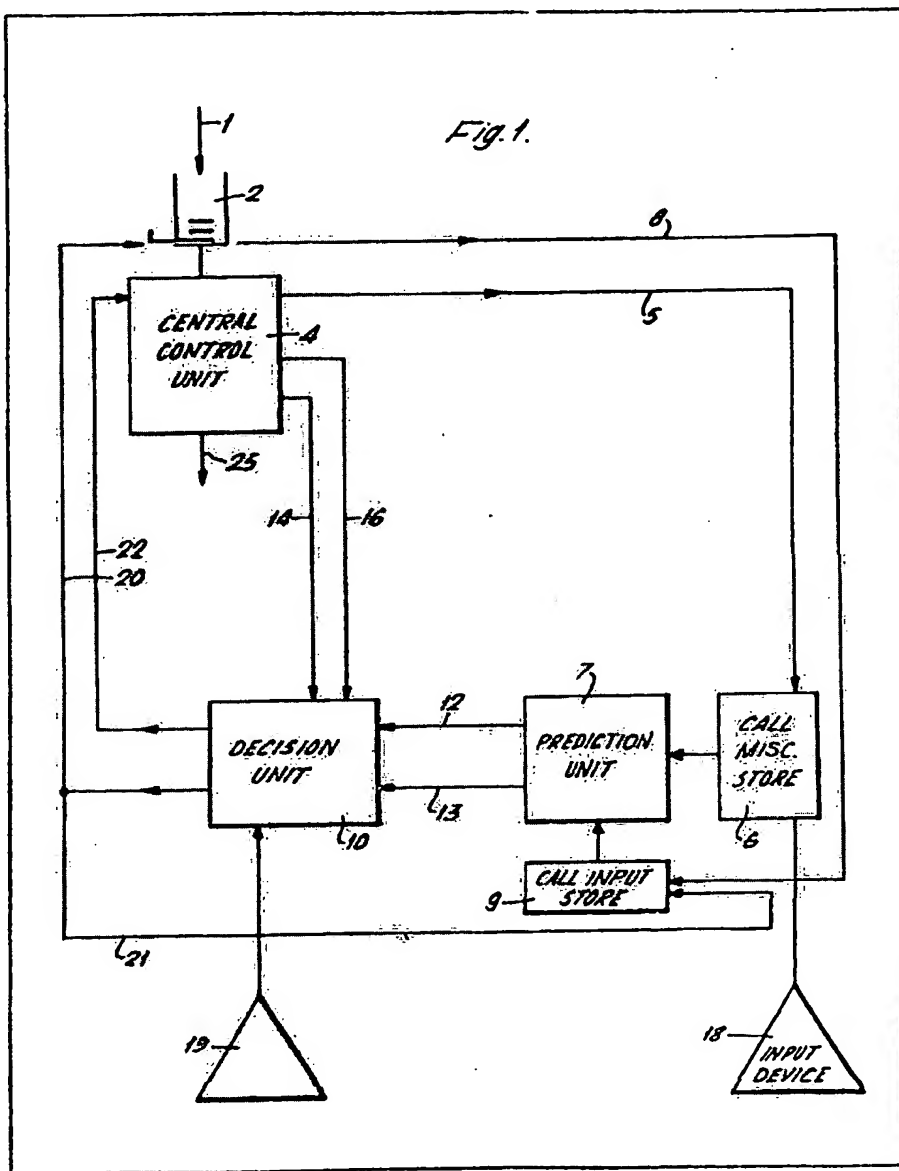 Fig. 1.
1
2
8
5
CENTRAL
CONTROL
UNIT
4
25
14
16
22
20
7
12
13
DECISION
UNIT
10
PREDICTION
UNIT
CALL
MISC.
STORE
6
CALL INPUT
STORE
9
21
19
18
INPUT
DEVICE